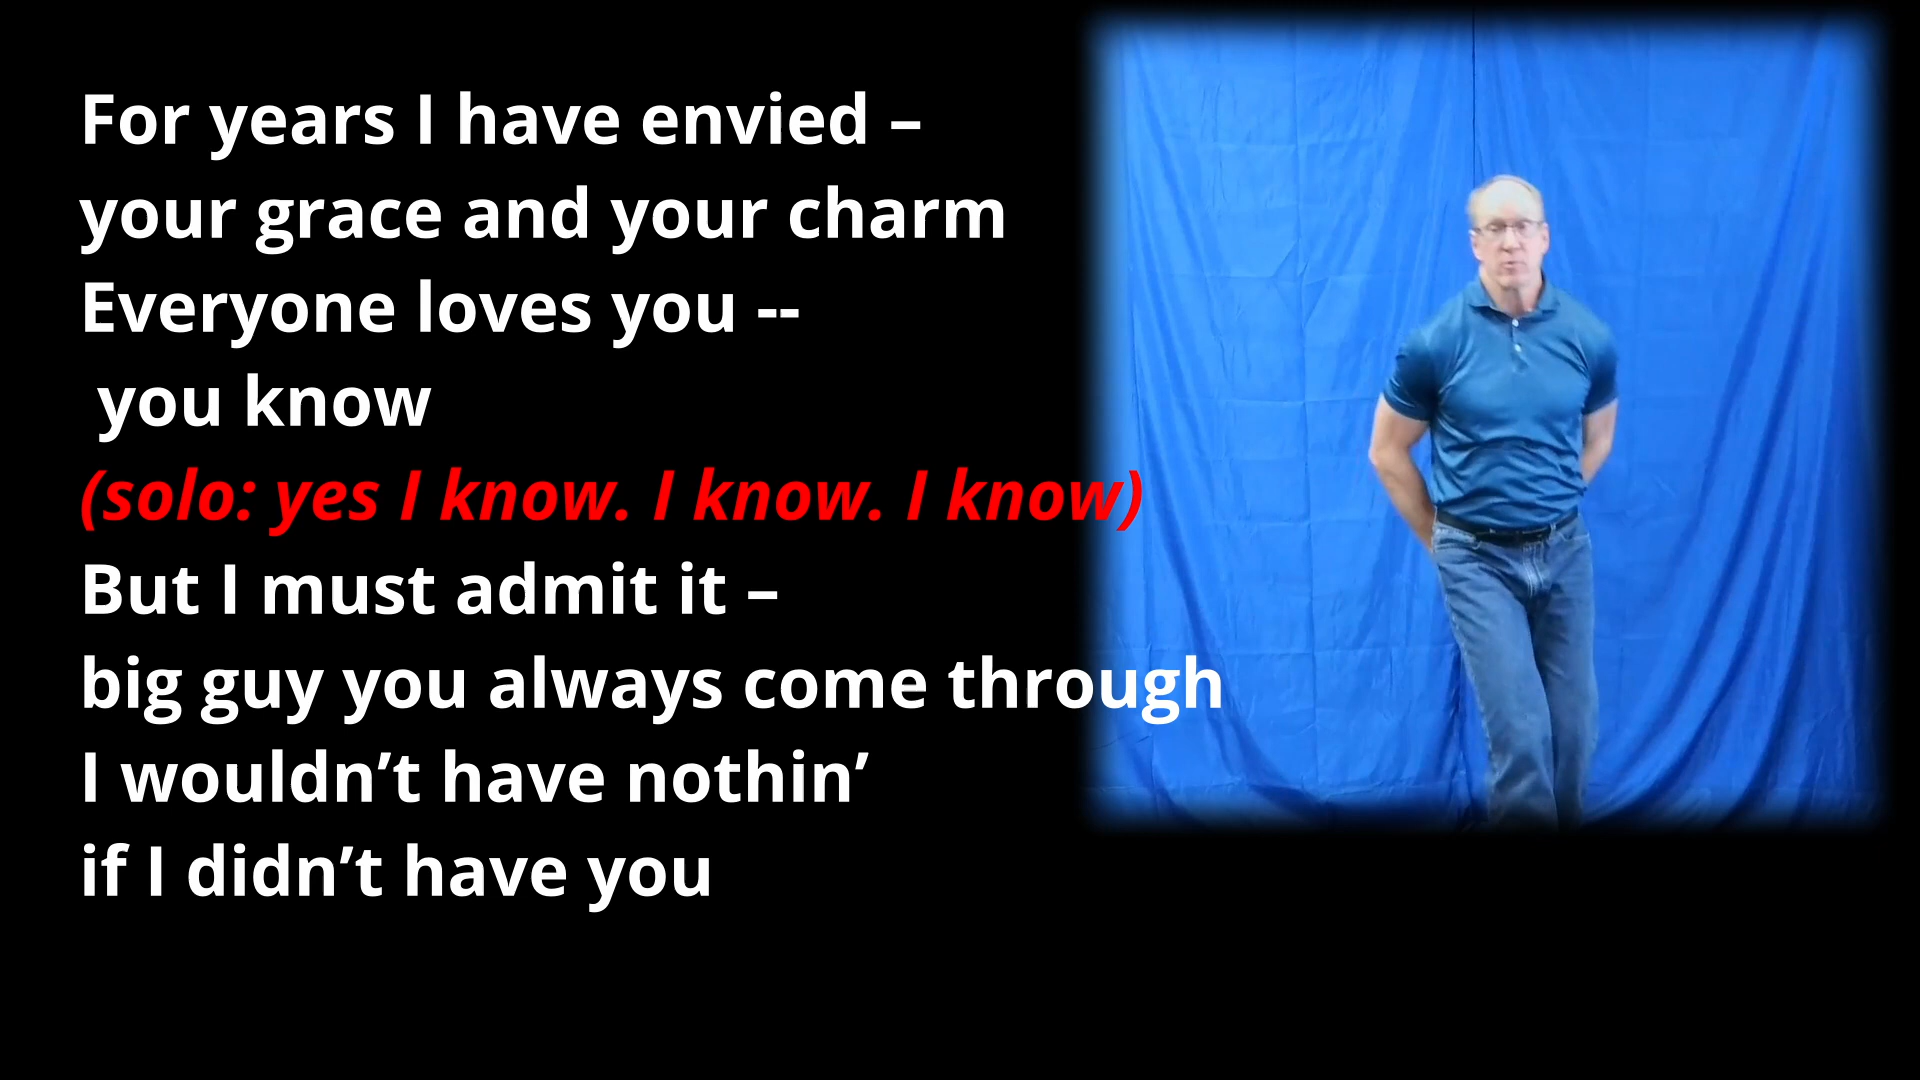 For years I have envied –
your grace and your charm
Everyone loves you --
you know
(solo: yes I know. I know. I know)
But I must admit it –
big guy you always come through
I wouldn’t have nothin’
if I didn’t have you